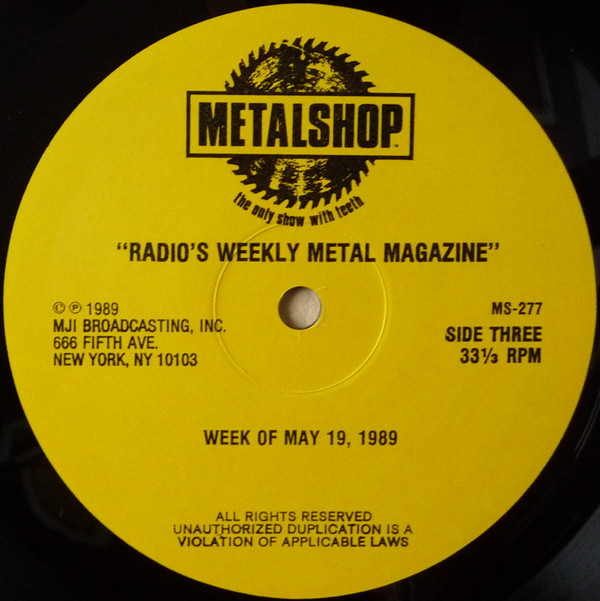 METALSHOP™
the only show with teeth
"RADIO'S WEEKLY METAL MAGAZINE"
© ℗ 1989
MJI BROADCASTING, INC.
666 FIFTH AVE.
NEW YORK, NY 10103
MS-277
SIDE THREE
33⅓ RPM
WEEK OF MAY 19, 1989
ALL RIGHTS RESERVED
UNAUTHORIZED DUPLICATION IS A
VIOLATION OF APPLICABLE LAWS